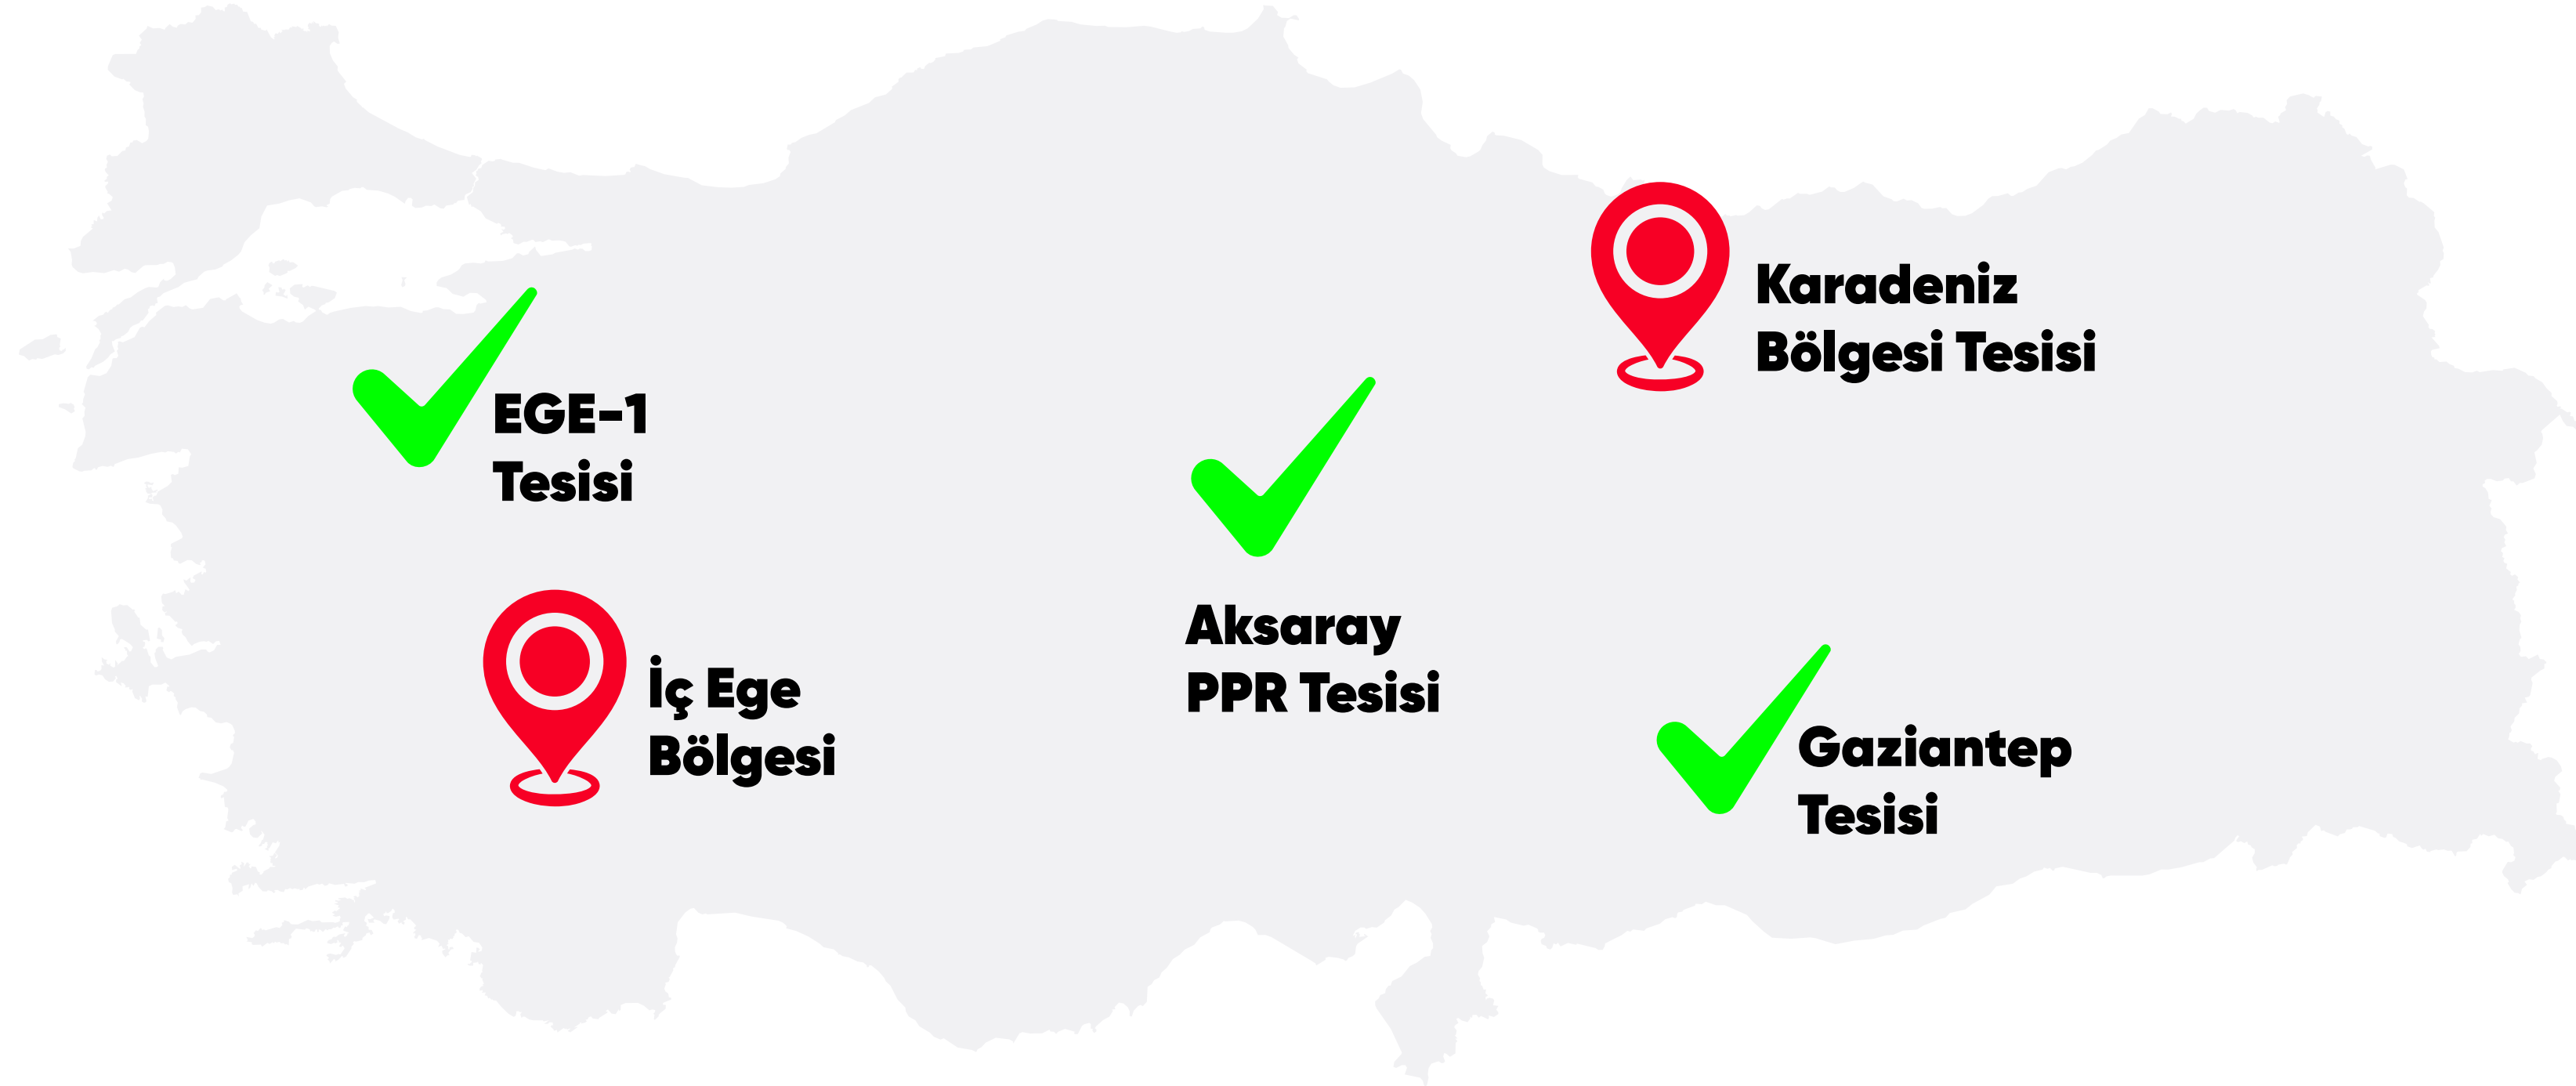 EGE-1
Tesisi
İç Ege
Bölgesi
Aksaray
PPR Tesisi
Karadeniz
Bölgesi Tesisi
Gaziantep
Tesisi